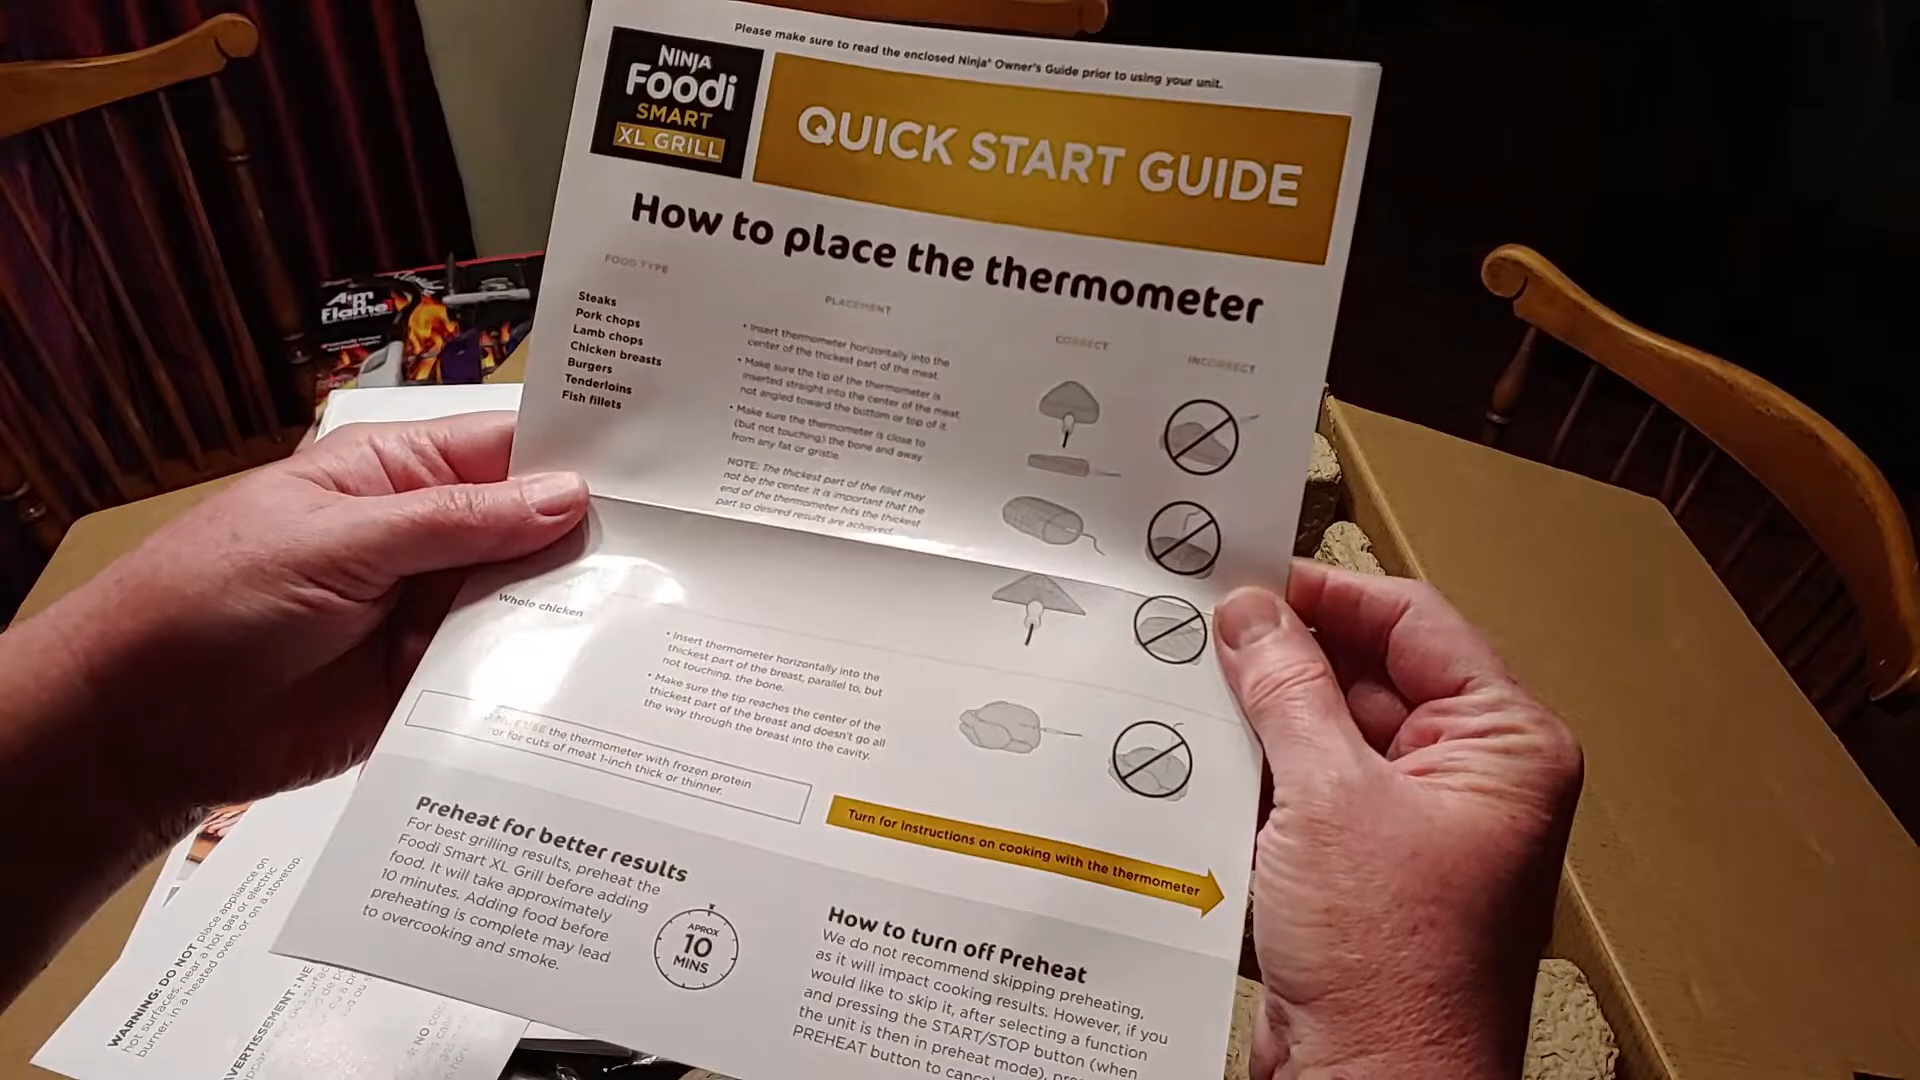 Please make sure to read the enclosed Ninja® Owner's Guide prior to using your unit.
NINJA
Foodi
SMART
XL GRILL
QUICK START GUIDE
How to place the thermometer
FOOD TYPE
PLACEMENT
CORRECT
INCORRECT
Steaks
Pork chops
Lamb chops
Chicken breasts
Burgers
Tenderloins
Fish fillets
• Insert thermometer horizontally into the
center of the thickest part of the meat.
• Make sure the tip of the thermometer is
inserted straight into the center of the meat,
not angled toward the bottom or top of it.
• Make sure the thermometer is close to
(but not touching) the bone and away
from any fat or gristle.
NOTE: The thickest part of the fillet may
not be the center. It is important that the
end of the thermometer hits the thickest
part so desired results are achieved.
Whole chicken
• Insert thermometer horizontally into the
thickest part of the breast, parallel to, but
not touching, the bone.
• Make sure the tip reaches the center of the
thickest part of the breast and doesn't go all
the way through the breast into the cavity.
USE the thermometer with frozen protein
or for cuts of meat 1-inch thick or thinner.
Turn for instructions on cooking with the thermometer
Preheat for better results
For best grilling results, preheat the
Foodi Smart XL Grill before adding
food. It will take approximately
10 minutes. Adding food before
preheating is complete may lead
to overcooking and smoke.
APROX
10
MINS
How to turn off Preheat
We do not recommend skipping preheating,
as it will impact cooking results. However, if you
would like to skip it, after selecting a function
and pressing the START/STOP button (when
the unit is then in preheat mode),
PREHEAT button to
Flame
WARNING: DO NOT place appliance on
hot surfaces, near a hot gas or electric
burner, in a heated oven, or on a stovetop.